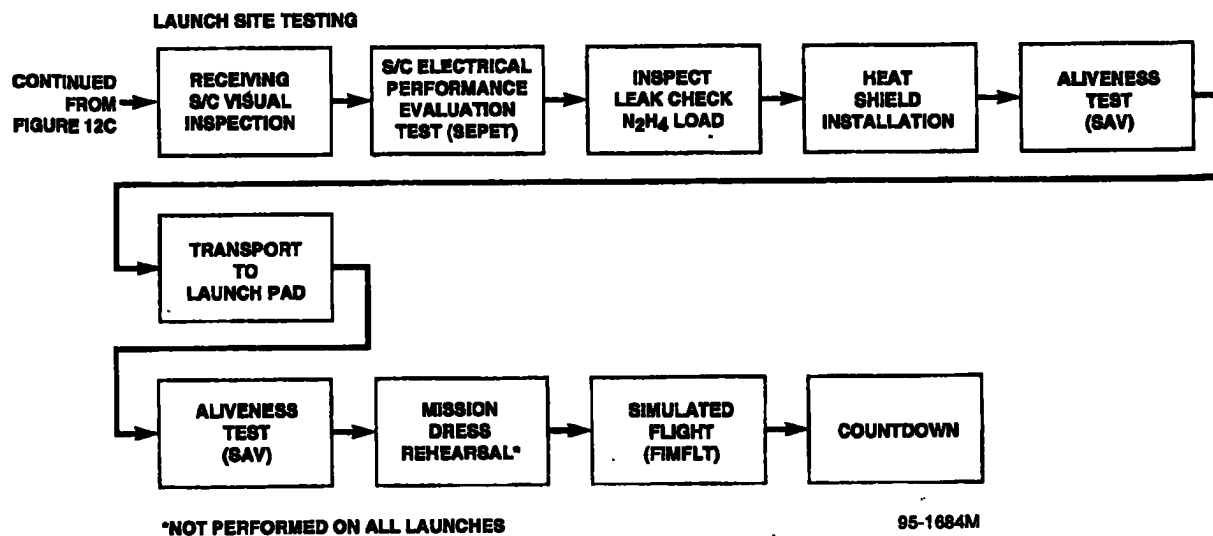 LAUNCH SITE TESTING
CONTINUED
FROM
FIGURE 12C
RECEIVING
S/C VISUAL
INSPECTION
S/C ELECTRICAL
PERFORMANCE
EVALUATION
TEST (SEPET)
INSPECT
LEAK CHECK
N₂H₄ LOAD
HEAT
SHIELD
INSTALLATION
ALIVENESS
TEST
(SAV)
TRANSPORT
TO
LAUNCH PAD
ALIVENESS
TEST
(SAV)
MISSION
DRESS
REHEARSAL*
SIMULATED
FLIGHT
(FIMFLT)
COUNTDOWN
*NOT PERFORMED ON ALL LAUNCHES
95-1684M